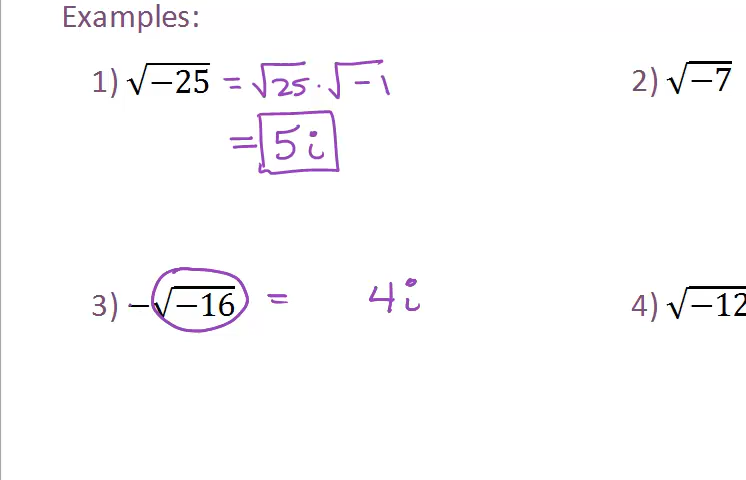 Examples:
1) √−25 = √25 · √−1
= 5i
2) √−7
3) −√−16 = 4i
4) √−12